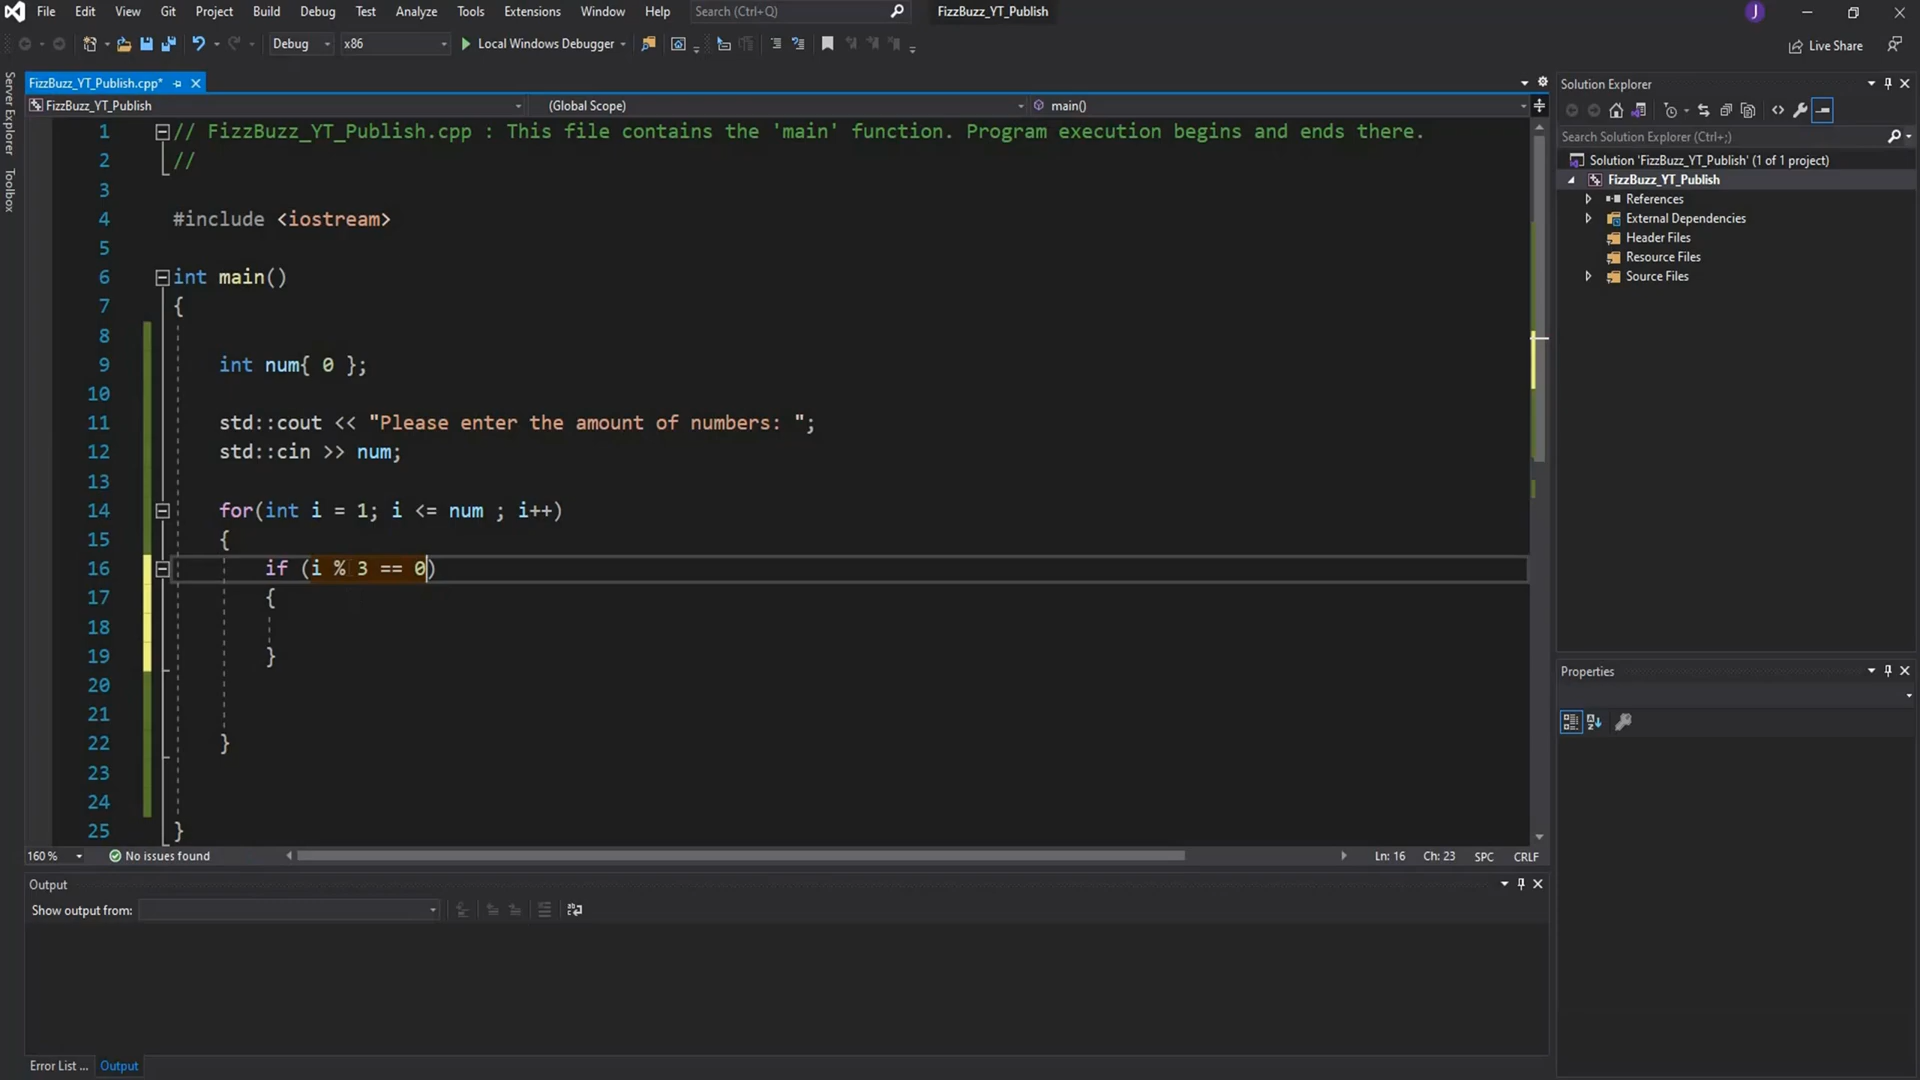 File Edit View Git Project Build Debug Test Analyze Tools Extensions Window Help Search (Ctrl+Q) FizzBuzz_YT_Publish J
Debug x86 Local Windows Debugger Live Share
Server Explorer
Toolbox
FizzBuzz_YT_Publish.cpp*
FizzBuzz_YT_Publish (Global Scope) main()
1 // FizzBuzz_YT_Publish.cpp : This file contains the 'main' function. Program execution begins and ends there.
2 //
3
4 #include <iostream>
5
6 int main()
7 {
8
9 int num{ 0 };
10
11 std::cout << "Please enter the amount of numbers: ";
12 std::cin >> num;
13
14 for(int i = 1; i <= num ; i++)
15 {
16 if (i % 3 == 0)
17 {
18
19 }
20
21
22 }
23
24
25 }
160 % No issues found Ln: 16 Ch: 23 SPC CRLF
Output
Show output from:
Error List ... Output
Solution Explorer
Search Solution Explorer (Ctrl+;)
Solution 'FizzBuzz_YT_Publish' (1 of 1 project)
FizzBuzz_YT_Publish
References
External Dependencies
Header Files
Resource Files
Source Files
Properties